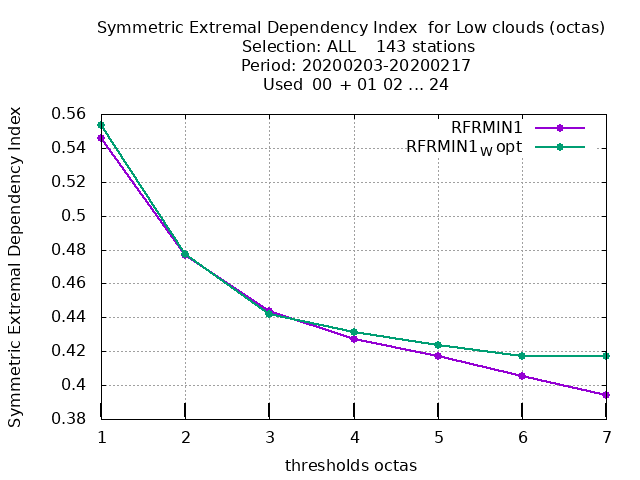 Symmetric Extremal Dependency Index for Low clouds (octas)
Selection: ALL 143 stations
Period: 20200203-20200217
Used 00 + 01 02 ... 24
Symmetric Extremal Dependency Index
0.56
0.54
0.52
0.5
0.48
0.46
0.44
0.42
0.4
0.38
RFRMIN1
RFRMIN1W opt
1 2 3 4 5 6 7
thresholds octas